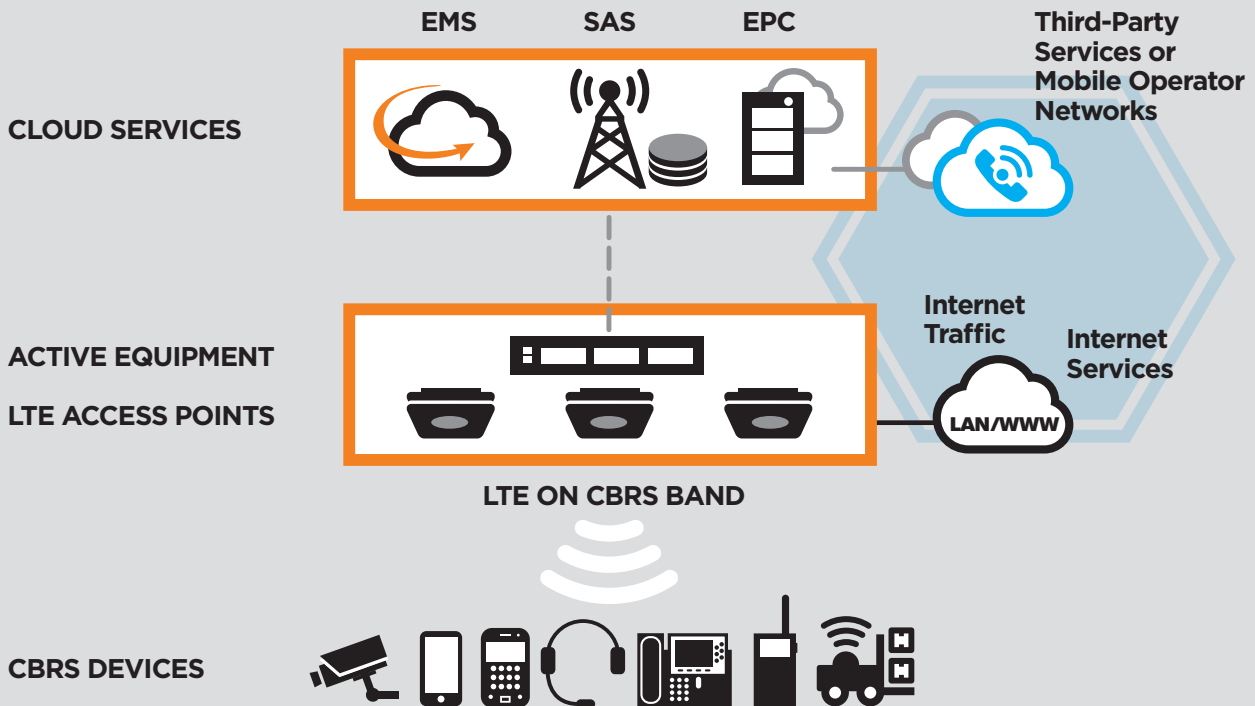 EMS
SAS
EPC
Third-Party
Services or
Mobile Operator
Networks
CLOUD SERVICES
Internet
Traffic
Internet
Services
ACTIVE EQUIPMENT
LTE ACCESS POINTS
LAN/WWW
LTE ON CBRS BAND
CBRS DEVICES